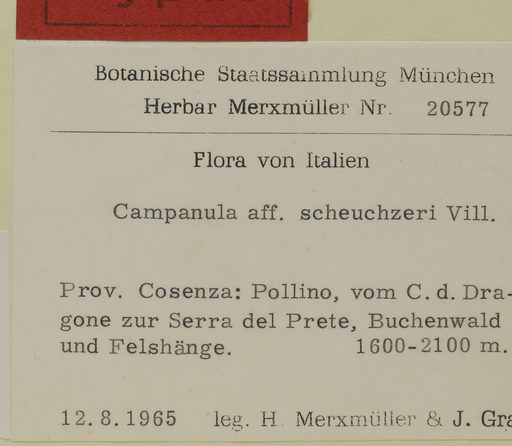 Botanische Staatssammlung München
Herbar Merxmüller Nr. 20577
Flora von Italien
Campanula aff. scheuchzeri Vill.
Prov. Cosenza: Pollino, vom C. d. Dra-
gone zur Serra del Prete, Buchenwald
und Felshänge. 1600-2100 m.
12.8.1965 leg. H. Merxmüller & J. Gra